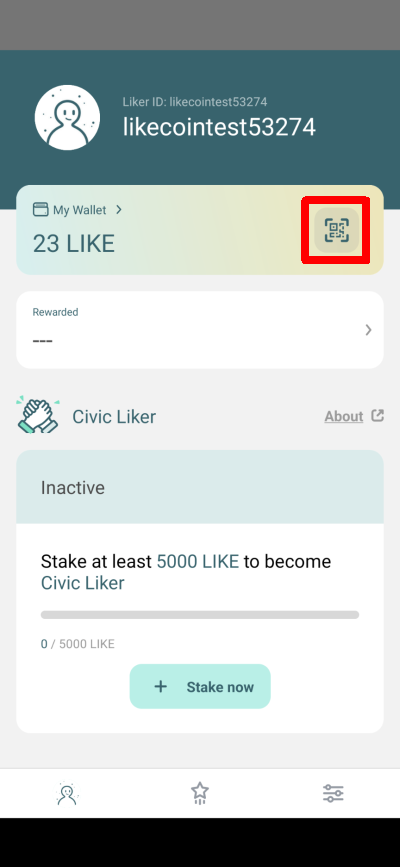 Liker ID: likecointest53274
likecointest53274
My Wallet
23 LIKE
Rewarded
---
Civic Liker
About
Inactive
Stake at least 5000 LIKE to become
Civic Liker
0 / 5000 LIKE
+ Stake now